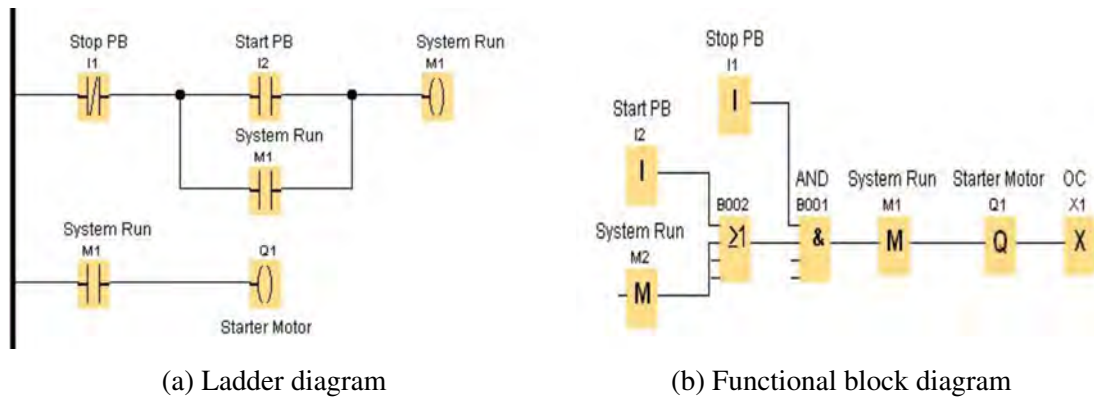 Stop PB
I1
Start PB
I2
System Run
M1
System Run
M1
System Run
M1
Q1
Starter Motor
(a) Ladder diagram
Stop PB
I1
I
Start PB
I2
I
System Run
M2
M
B002
≥1
AND
B001
&
System Run
M1
M
Starter Motor
Q1
Q
OC
X1
X
(b) Functional block diagram